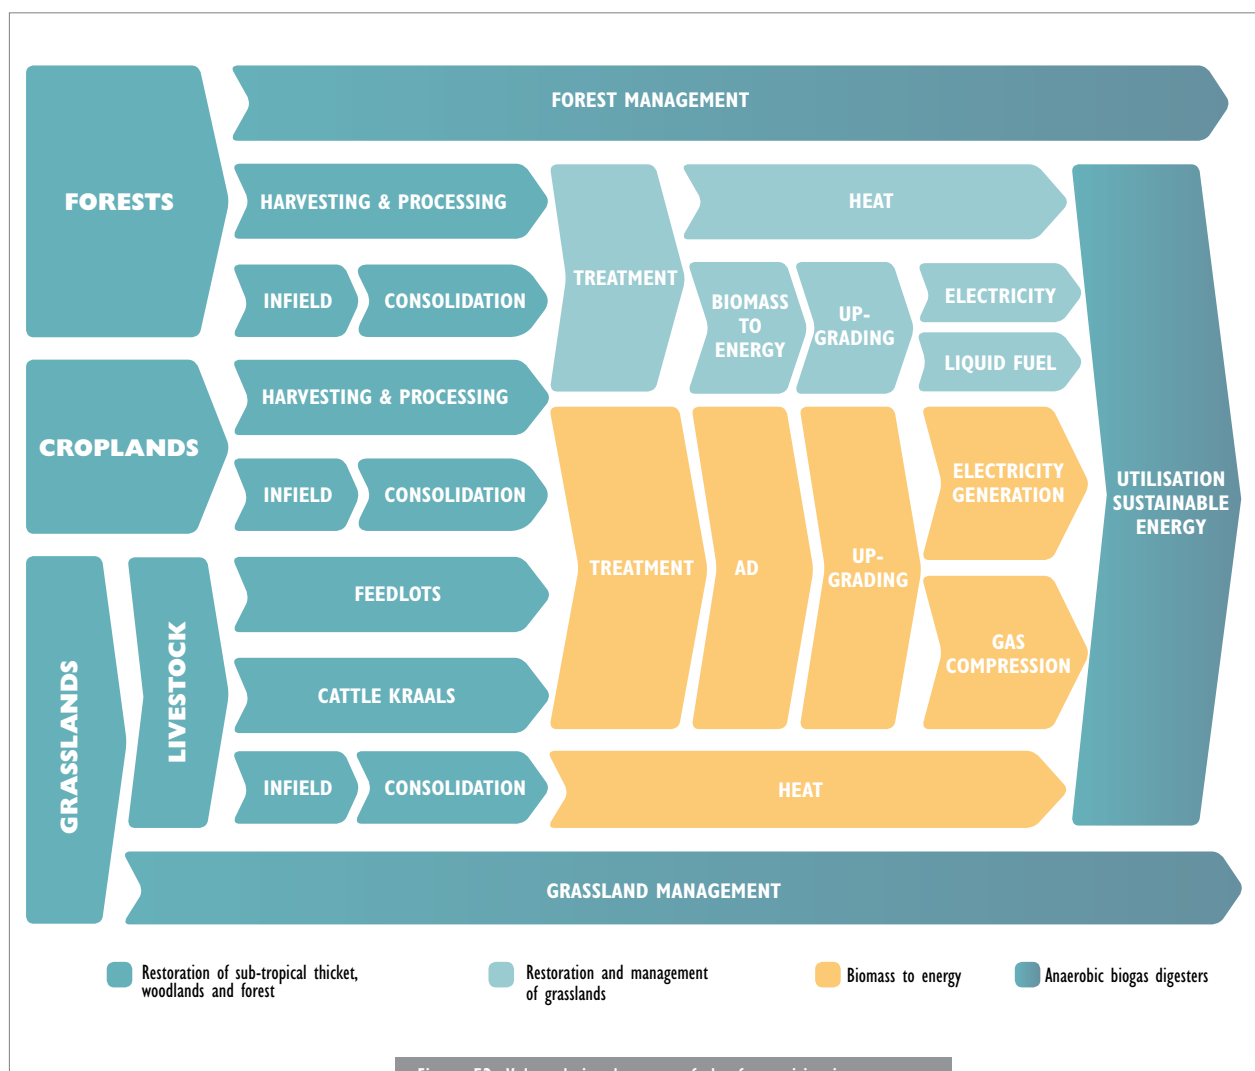 FOREST MANAGEMENT
FORESTS
HARVESTING & PROCESSING
HEAT
TREATMENT
INFIELD
CONSOLIDATION
BIOMASS
TO
ENERGY
UP-
GRADING
ELECTRICITY
LIQUID FUEL
CROPLANDS
HARVESTING & PROCESSING
INFIELD
CONSOLIDATION
ELECTRICITY
GENERATION
UTILISATION
SUSTAINABLE
ENERGY
GRASSLANDS
LIVESTOCK
FEEDLOTS
TREATMENT
AD
UP-
GRADING
CATTLE KRAALS
GAS
COMPRESSION
INFIELD
CONSOLIDATION
HEAT
GRASSLAND MANAGEMENT
Restoration of sub-tropical thicket,
woodlands and forest
Restoration and management
of grasslands
Biomass to energy
Anaerobic biogas digesters